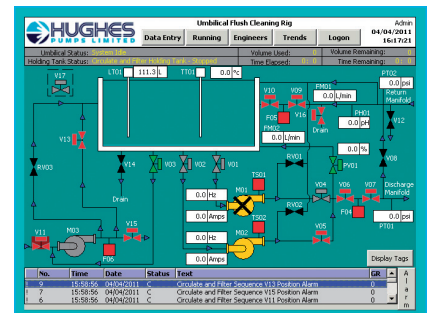 HUGHES
PUMPS LIMITED
Umbilical Flush Cleaning Rig
Data Entry Running Engineers Trends Logon
Admin
04/04/2011
16:17:21
Umbilical Status: System Idle Volume Used: 0 Volume Remaining: 0
Holding Tank Status: Circulate and Filter Holding Tank - Stopped Time Elapsed: 0 Time Remaining: 0
V17 LT01 111.3 L TT01 0.0 °c PT02
0.0 psi
Return
Manifold
V10 V09 FM01
0.0 L/min
F05 V16 PH01
0.0 pH
Drain
V12
FM02
0.0 L/min
V13
0.0 %
RV03 V14 V03 V02 V01 RV01 PV01 V08
Drain
TS01
M01
0.0 Hz
0.0 Amps
V04 V06 V07 Discharge
Manifold
RV02 F04 0.0 psi
PT01
V11 M03 V15 TS02
0.0 Hz M02 V05
F06 0.0 Amps
Display Tags
No. Time Date Status Text GR
! 9 15:58:56 04/04/2011 C Circulate and Filter Sequence V13 Position Alarm 0
! 7 15:58:56 04/04/2011 C Circulate and Filter Sequence V15 Position Alarm 0
! 6 15:58:56 04/04/2011 C Circulate and Filter Sequence V11 Position Alarm 0
A
l
a
r
m